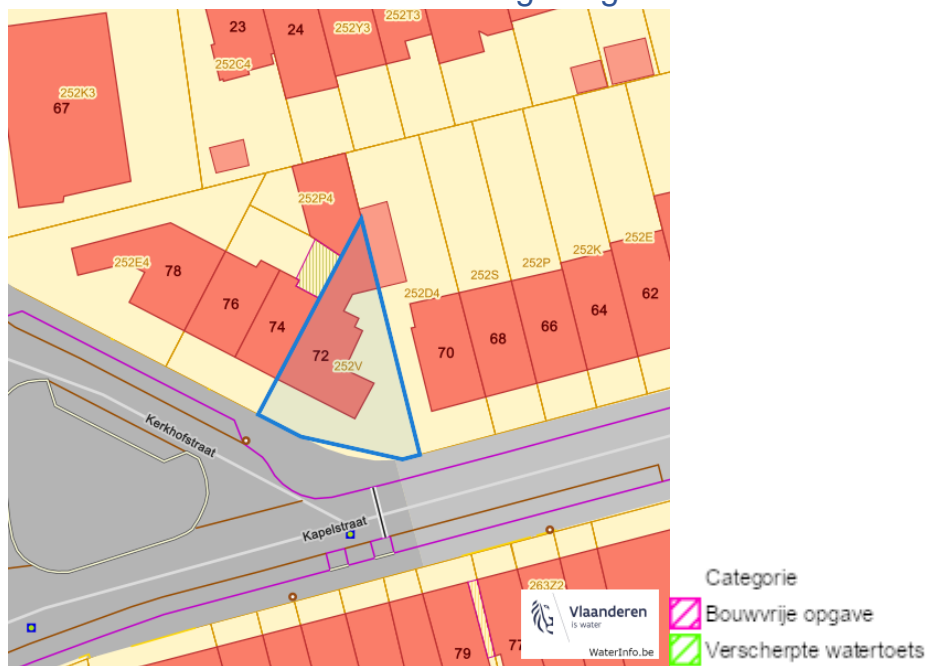 23
24
252Y3
252T3
252C4
252K3
67
252P4
252E4
78
76
74
72
252V
252D4
70
252S
68
252P
66
252K
64
252E
62
Kerkhofstraat
Kapelstraat
263Z2
79
77
Vlaanderen
is water
WaterInfo.be
Categorie
Bouwvrije opgave
Verscherpte watertoets